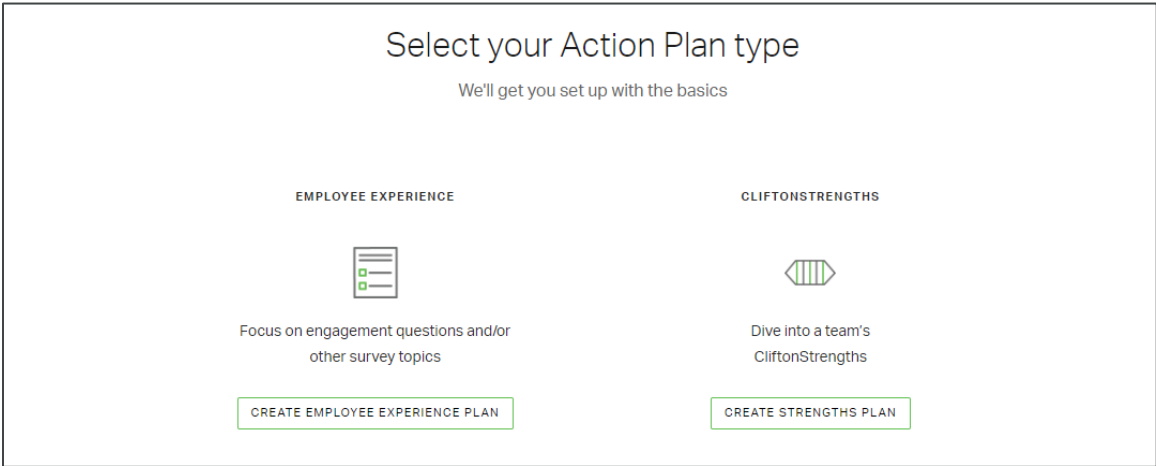 Select your Action Plan type
We'll get you set up with the basics
EMPLOYEE EXPERIENCE
Focus on engagement questions and/or
other survey topics
CREATE EMPLOYEE EXPERIENCE PLAN
CLIFTONSTRENGTHS
Dive into a team's
CliftonStrengths
CREATE STRENGTHS PLAN